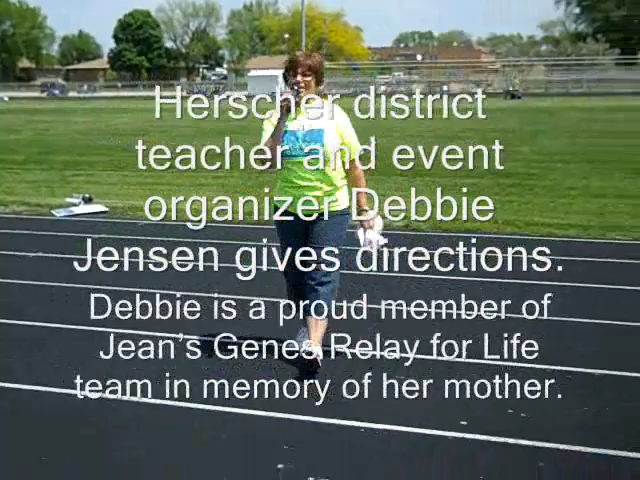 Herscher district
teacher and event
organizer Debbie
Jensen gives directions.
Debbie is a proud member of
Jean's Genes Relay for Life
team in memory of her mother.